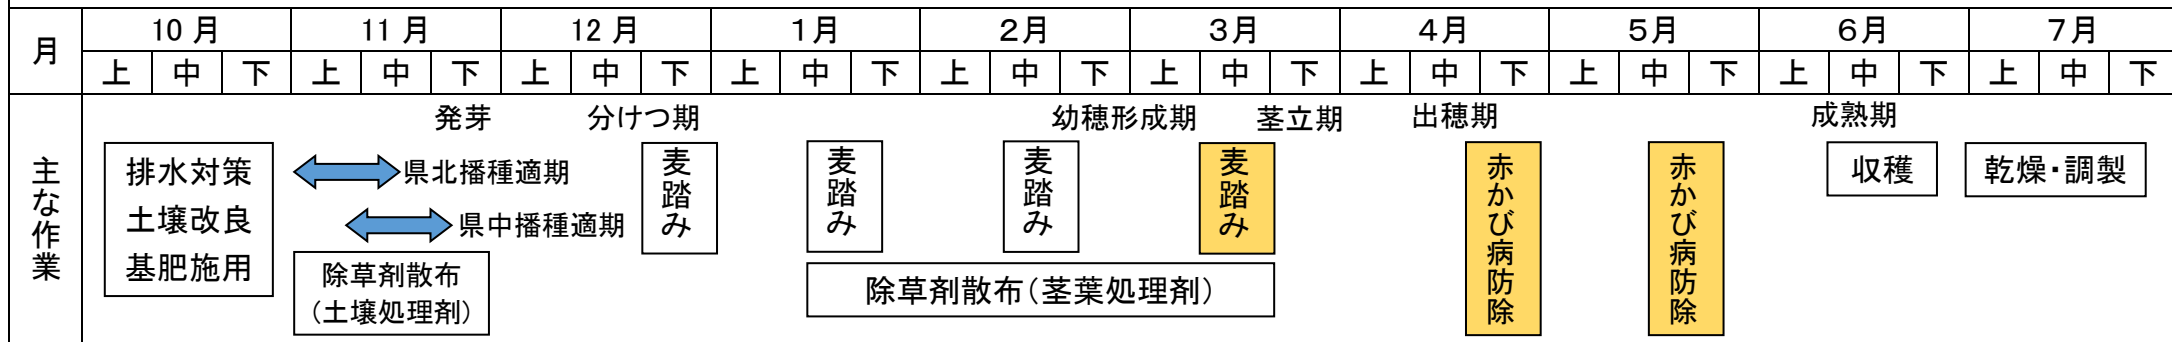 月 10月 11月 12月 1月 2月 3月 4月 5月 6月 7月
上 中 下 上 中 下 上 中 下 上 中 下 上 中 下 上 中 下 上 中 下 上 中 下 上 中 下 上 中 下
主な作業
発芽 分けつ期 幼穂形成期 茎立期 出穂期 成熟期
排水対策
土壌改良
基肥施用
県北播種適期
県中播種適期
除草剤散布
(土壌処理剤)
麦踏み
麦踏み
麦踏み
麦踏み
除草剤散布(茎葉処理剤)
赤かび病防除
赤かび病防除
収穫
乾燥・調製